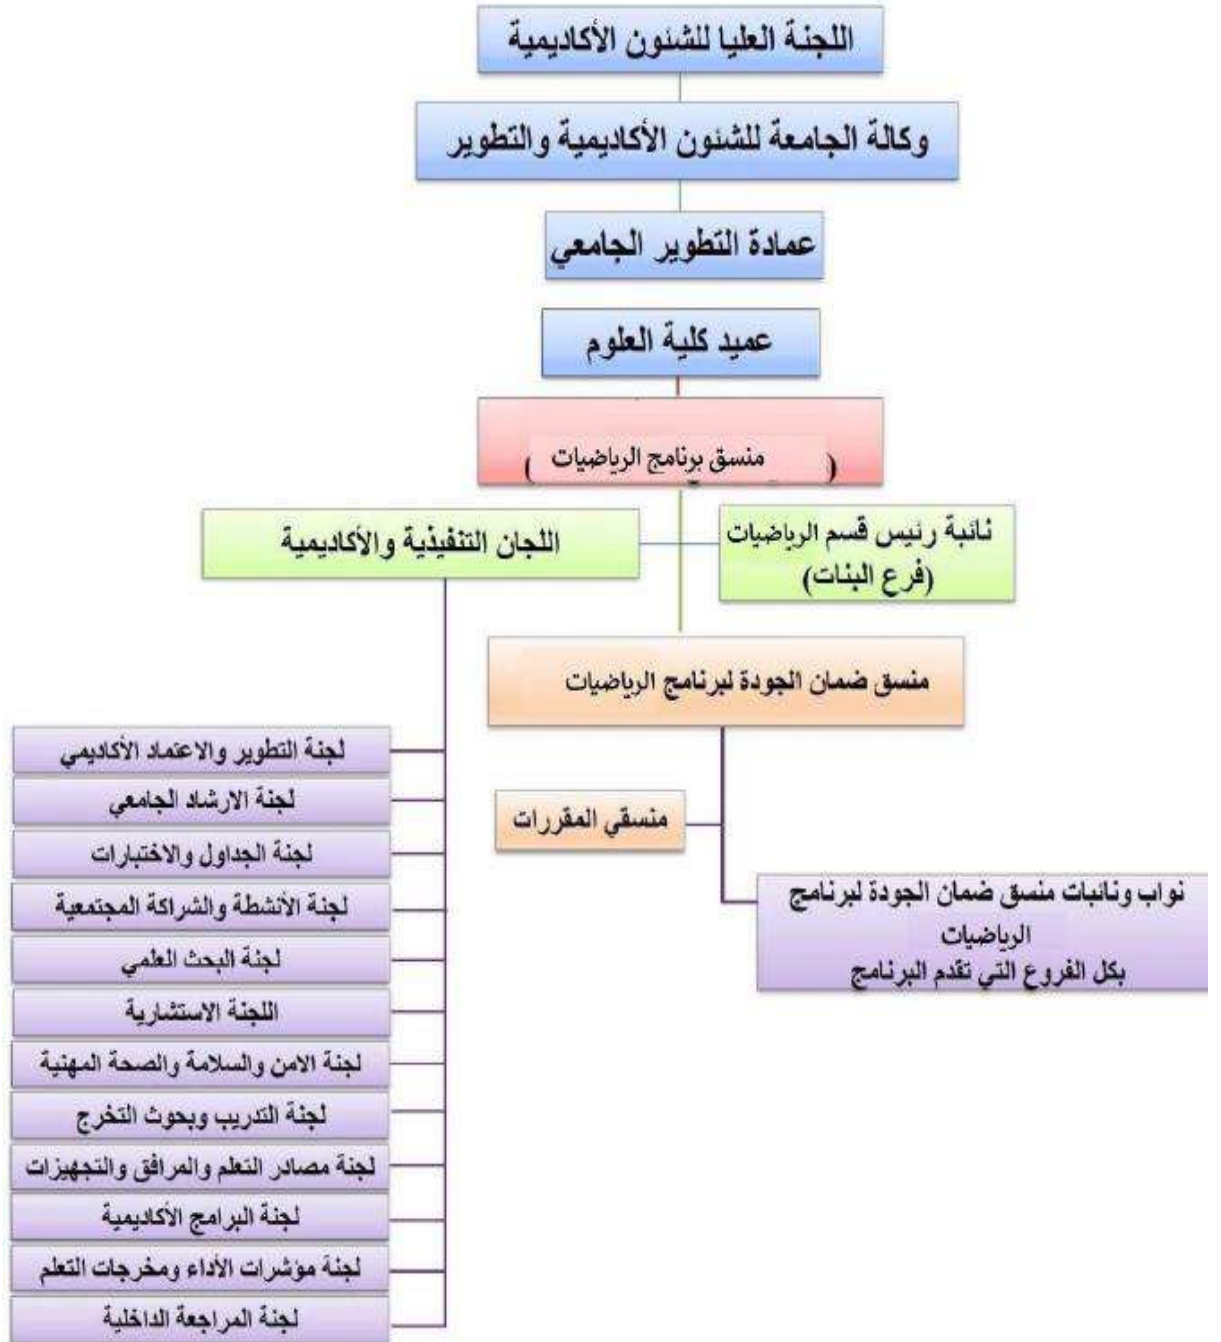 اللجنة العليا للشئون الأكاديمية
وكالة الجامعة للشئون الأكاديمية والتطوير
عمادة التطوير الجامعي
عميد كلية العلوم
( منسق برنامج الرياضيات )
نائبة رئيس قسم الرياضيات
(فرع البنات)
اللجان التنفيذية والأكاديمية
منسق ضمان الجودة لبرنامج الرياضيات
منسقي المقررات
نواب ونائبات منسق ضمان الجودة لبرنامج
الرياضيات
بكل الفروع التي تقدم البرنامج
لجنة التطوير والاعتماد الأكاديمي
لجنة الارشاد الجامعي
لجنة الجداول والاختبارات
لجنة الأنشطة والشراكة المجتمعية
لجنة البحث العلمي
اللجنة الاستشارية
لجنة الامن والسلامة والصحة المهنية
لجنة التدريب وبحوث التخرج
لجنة مصادر التعلم والمرافق والتجهيزات
لجنة البرامج الأكاديمية
لجنة مؤشرات الأداء ومخرجات التعلم
لجنة المراجعة الداخلية